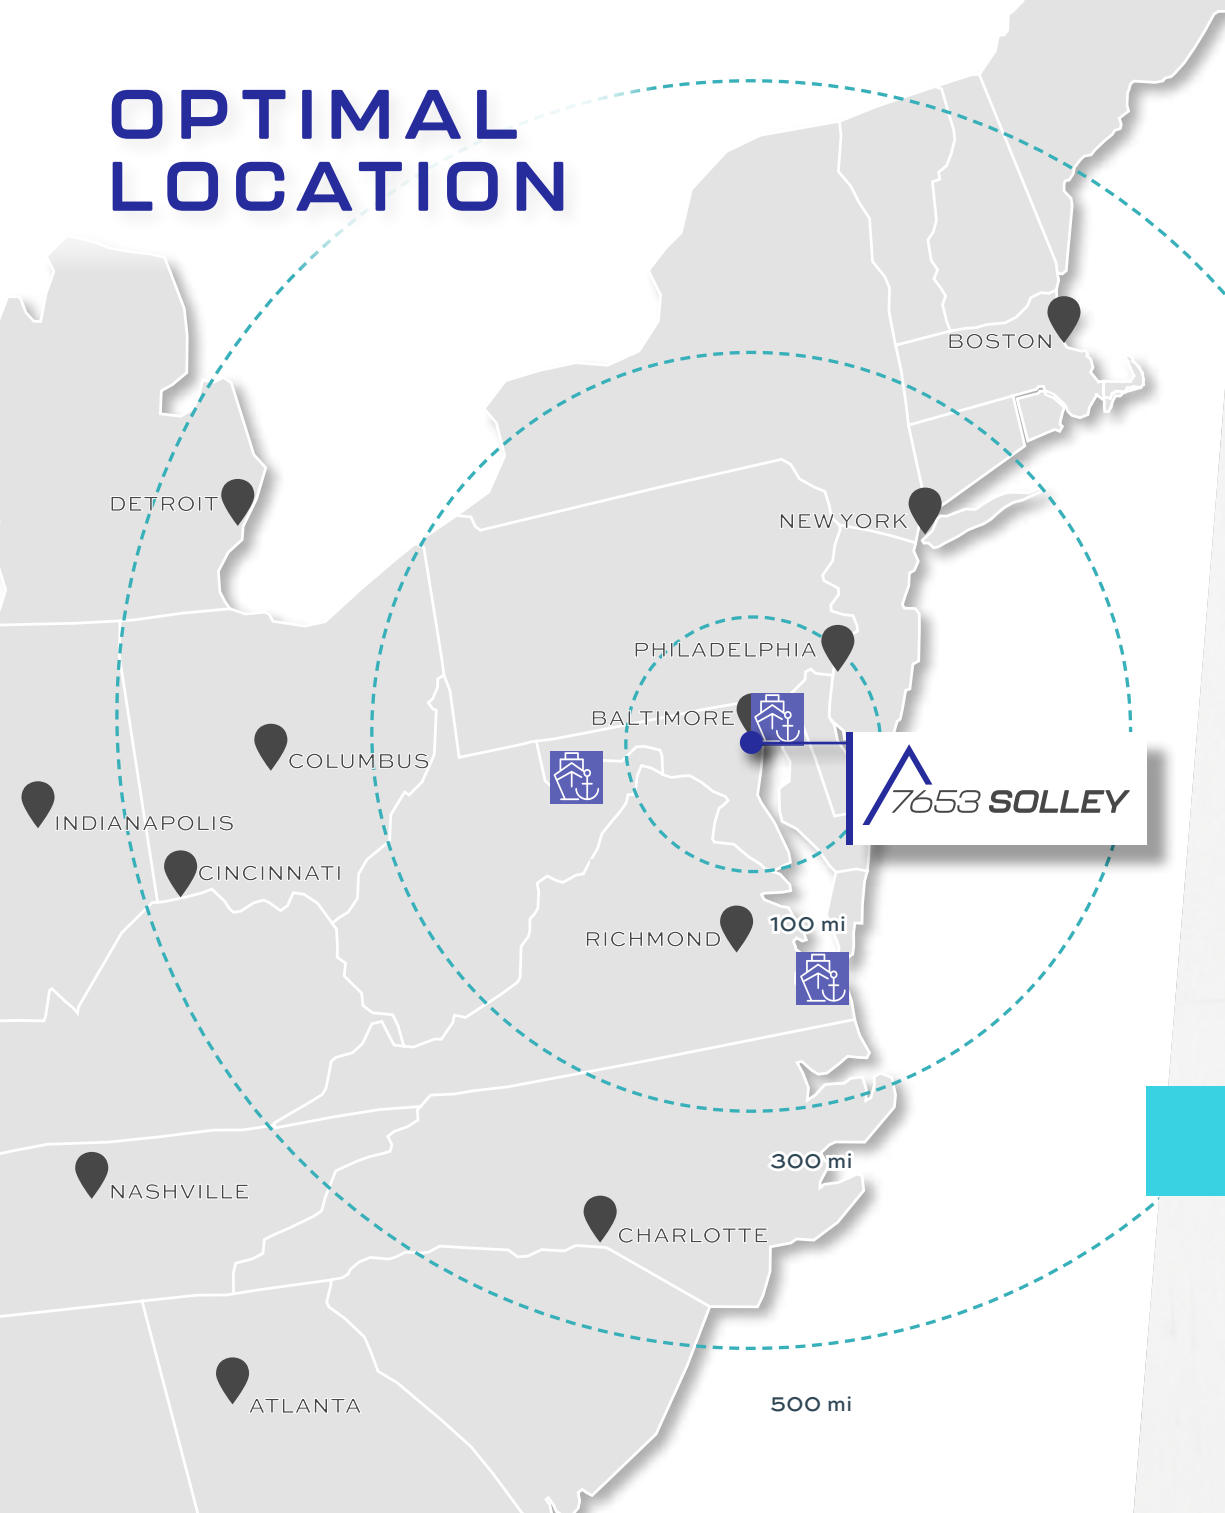 OPTIMAL
LOCATION
BOSTON
DETROIT
NEW YORK
PHILADELPHIA
BALTIMORE
COLUMBUS
7653 SOLLEY
INDIANAPOLIS
CINCINNATI
100 mi
RICHMOND
300 mi
NASHVILLE
CHARLOTTE
500 mi
ATLANTA